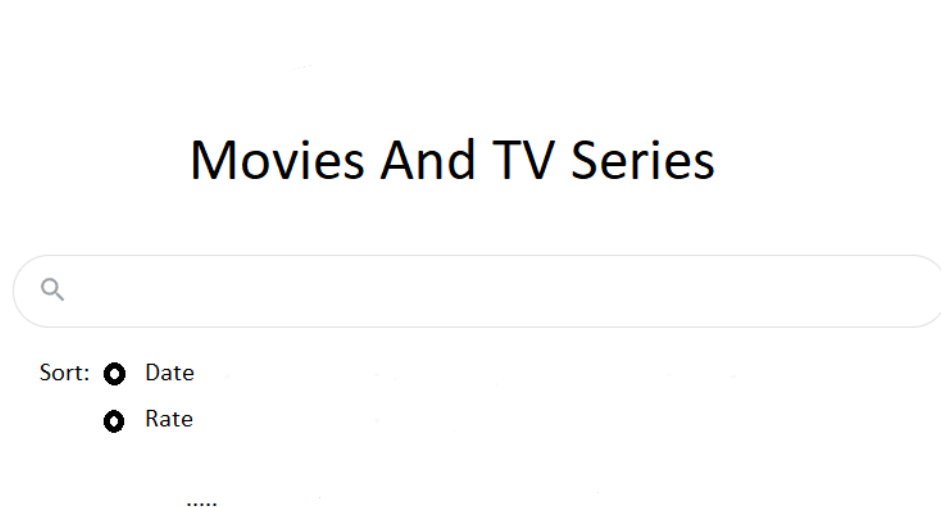 Movies And TV Series
Sort: Date
Rate
.....